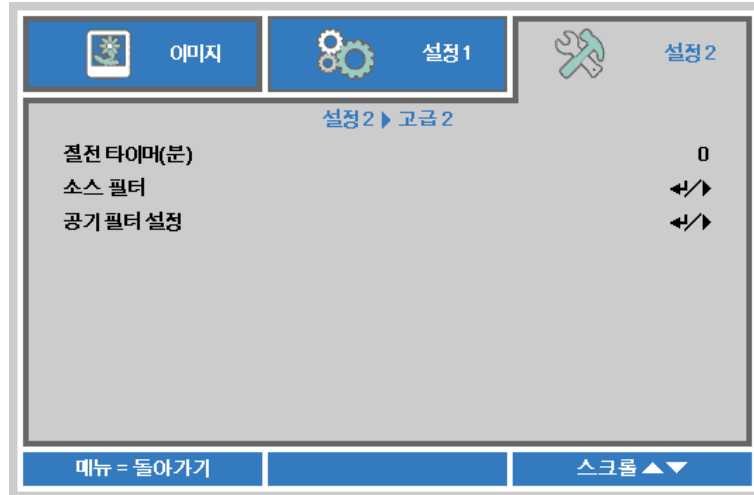 이미지
설정 1
설정 2
설정 2 ▶ 고급 2
절전 타이머(분) 0
소스 필터 ↵/▶
공기 필터 설정 ↵/▶
메뉴 = 돌아가기
스크롤 ▲▼